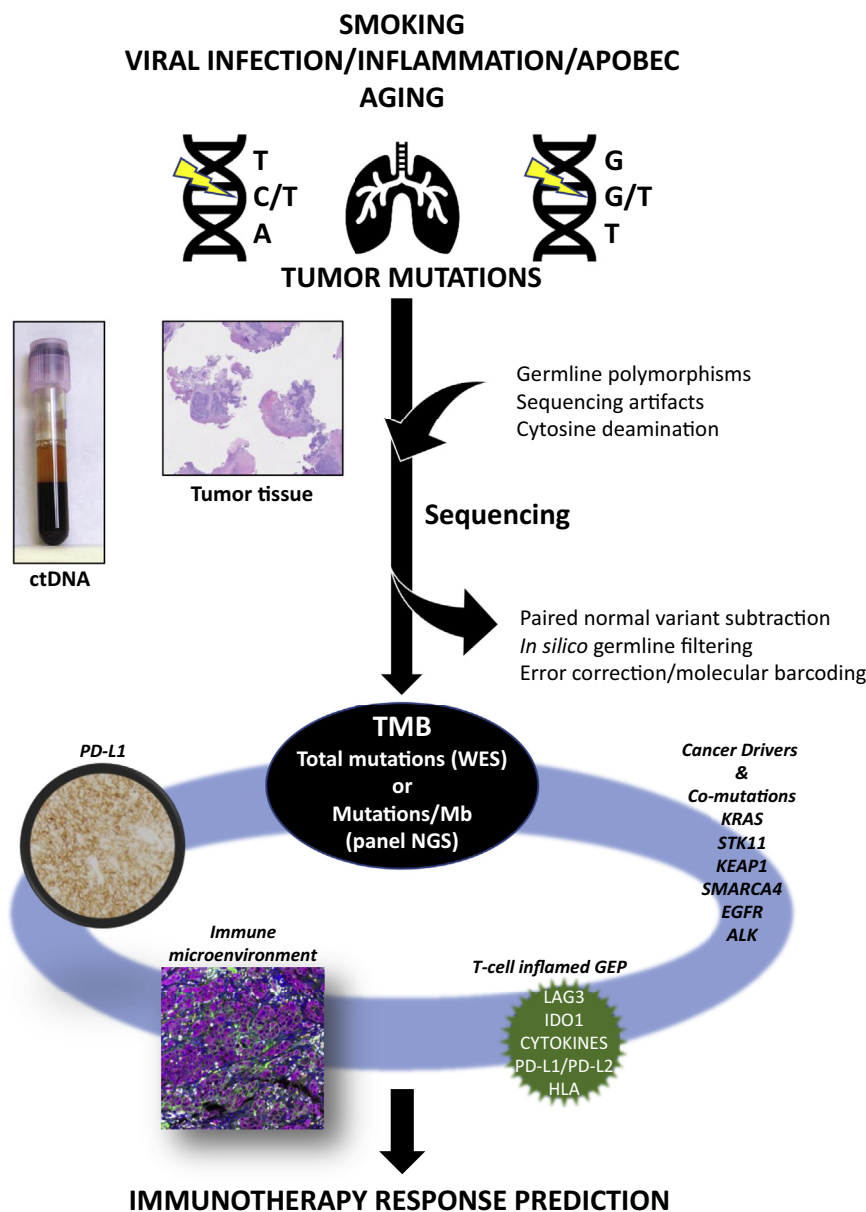 SMOKING
VIRAL INFECTION/INFLAMMATION/APOBEC
AGING
T
C/T
A
G
G/T
T
TUMOR MUTATIONS
Germline polymorphisms
Sequencing artifacts
Cytosine deamination
Tumor tissue
ctDNA
Sequencing
Paired normal variant subtraction
In silico germline filtering
Error correction/molecular barcoding
TMB
Total mutations (WES)
or
Mutations/Mb
(panel NGS)
PD-L1
Cancer Drivers
&
Co-mutations
KRAS
STK11
KEAP1
SMARCA4
EGFR
ALK
Immune
microenvironment
T-cell inflamed GEP
LAG3
IDO1
CYTOKINES
PD-L1/PD-L2
HLA
IMMUNOTHERAPY RESPONSE PREDICTION